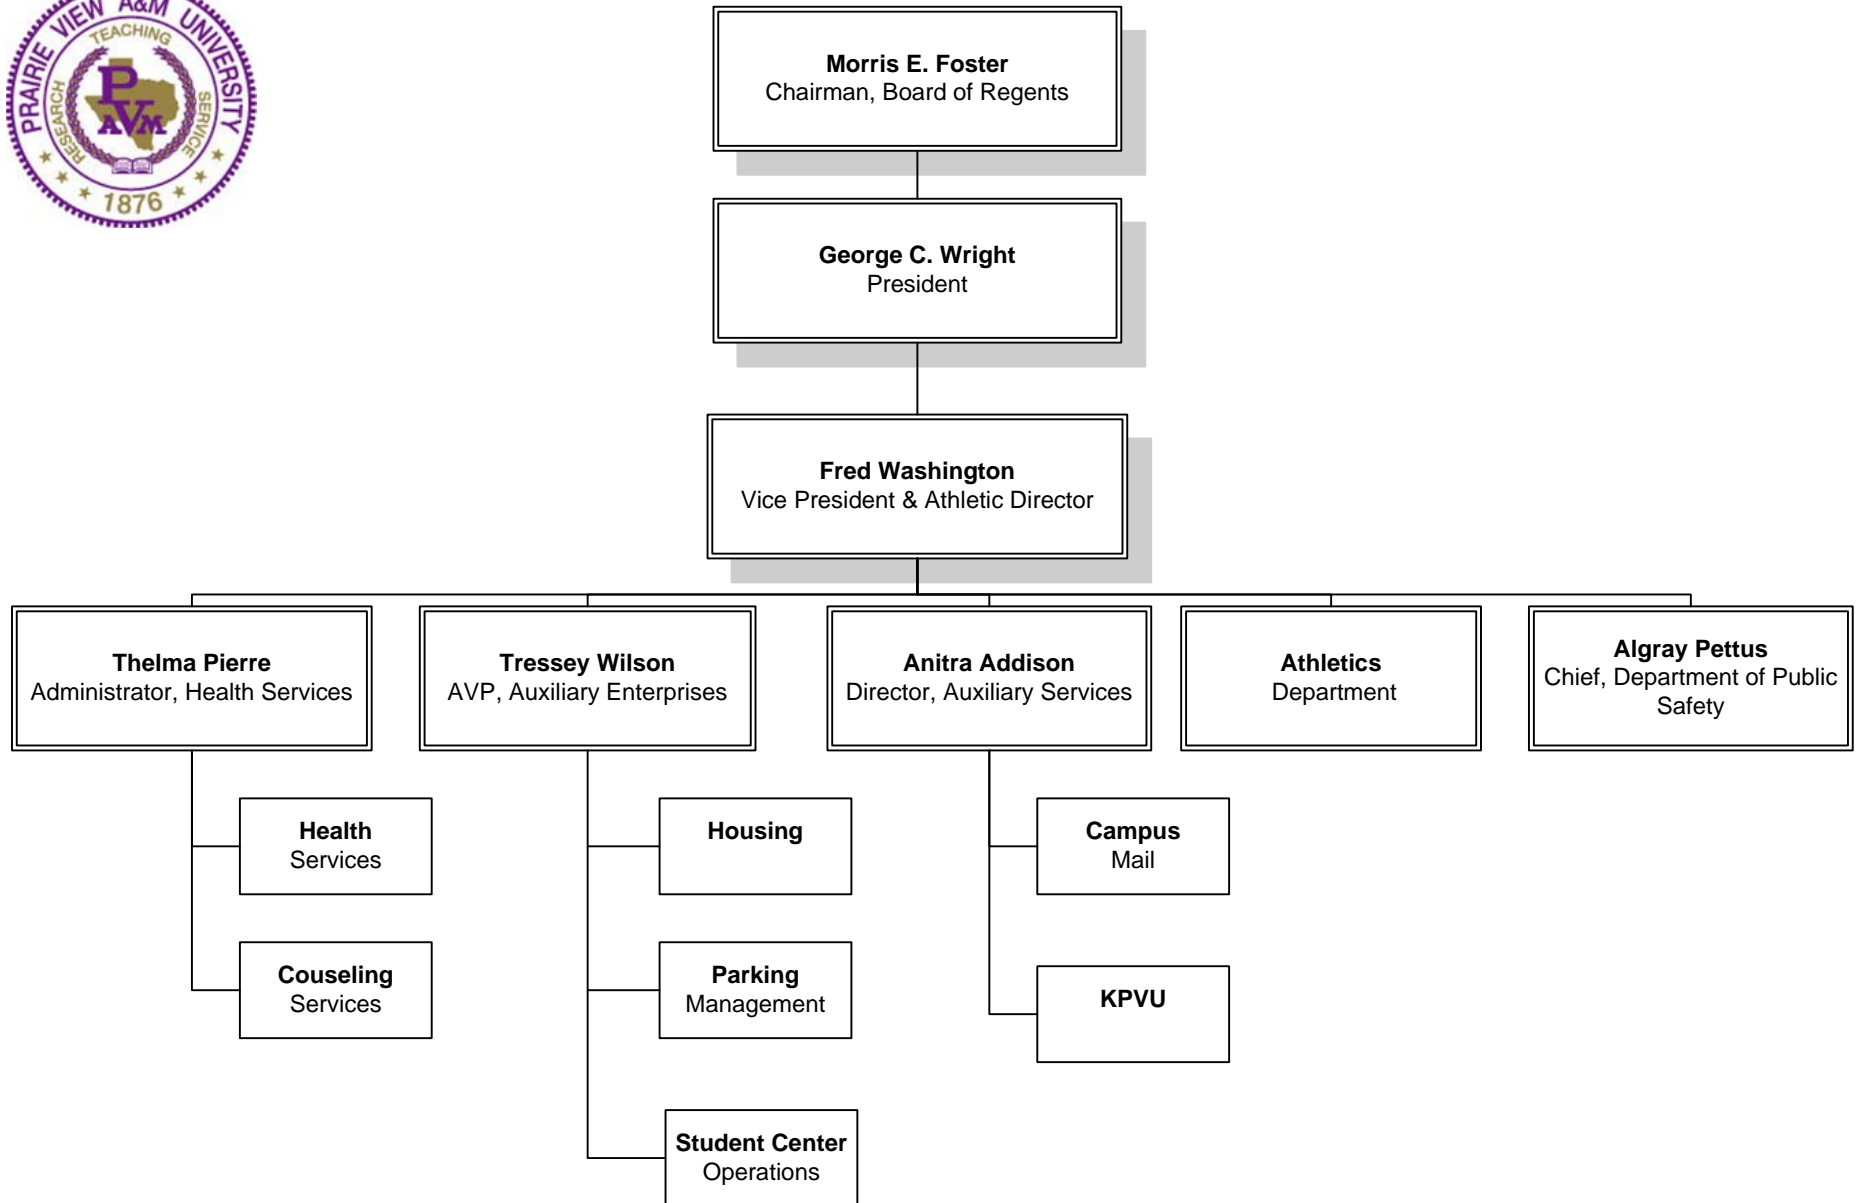 PRAIRIE VIEW A&M UNIVERSITY
TEACHING
RESEARCH
SERVICE
P
AVM
1876
Morris E. Foster
Chairman, Board of Regents
George C. Wright
President
Fred Washington
Vice President & Athletic Director
Thelma Pierre
Administrator, Health Services
Tressey Wilson
AVP, Auxiliary Enterprises
Anitra Addison
Director, Auxiliary Services
Athletics
Department
Algray Pettus
Chief, Department of Public
Safety
Health
Services
Housing
Campus
Mail
Couseling
Services
Parking
Management
KPVU
Student Center
Operations